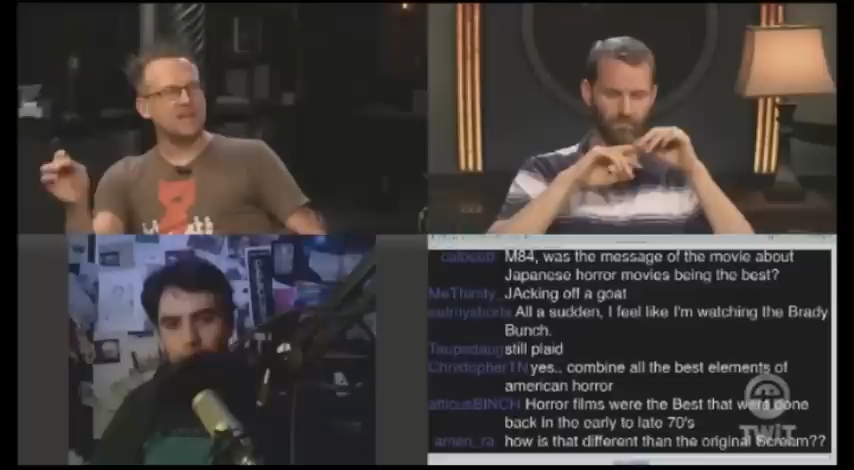 M84, was the message of the movie about
Japanese horror movies being the best?
MeThirsty_ JAcking off a goat
All a sudden, I feel like I'm watching the Brady
Bunch.
still plaid
ChristopherTN yes.. combine all the best elements of
american horror
atticusBINCH Horror films were the Best that were done
back in the early to late 70's
amen_ra how is that different than the original Scream??
TWiT